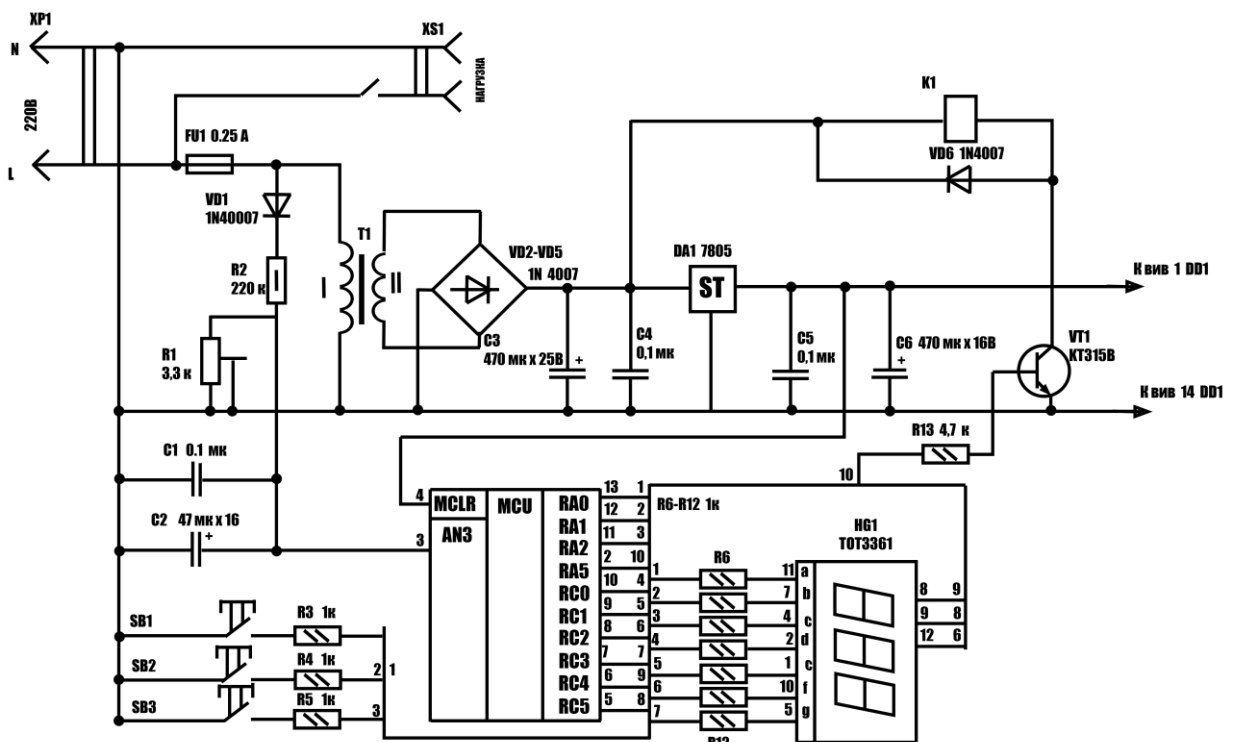 XP1
N
220В
L
XS1
НАГРУЗКА
FU1 0.25 А
VD1
1N40007
R2
220 к
R1
3,3 к
T1
I
II
VD2-VD5
1N 4007
C3
470 мк х 25В
+
C4
0,1 мк
DA1 7805
ST
C5
0,1 мк
C6 470 мк х 16В
+
K1
VD6 1N4007
К вив 1 DD1
VT1
КТ315В
К вив 14 DD1
R13 4,7 к
10
C1 0.1 мк
C2 47 мк х 16
+
4
3
MCLR
AN3
MCU
RA0
RA1
RA2
RA5
RC0
RC1
RC2
RC3
RC4
RC5
13 1
12 2
11 3
2 10
10 4
9 5
8 6
7 7
6 9
5 8
SB1
SB2
SB3
R3 1к
R4 1к
R5 1к
1
2
3
R6-R12 1к
R6
R12
1
2
3
4
5
6
7
HG1
ТОТ3361
11 a
7 b
4 c
2 d
1 c
10 f
5 g
8 9
9 8
12 6